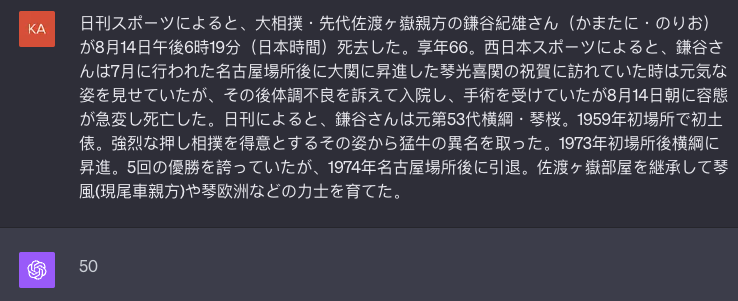 KA
日刊スポーツによると、大相撲・先代佐渡ヶ嶽親方の鎌谷紀雄さん（かまたに・のりお）
が8月14日午後6時19分（日本時間）死去した。享年66。西日本スポーツによると、鎌谷さ
んは7月に行われた名古屋場所後に大関に昇進した琴光喜関の祝賀に訪れていた時は元気な
姿を見せていたが、その後体調不良を訴えて入院し、手術を受けていたが8月14日朝に容態
が急変し死亡した。日刊によると、鎌谷さんは元第53代横綱・琴桜。1959年初場所で初土
俵。強烈な押し相撲を得意とするその姿から猛牛の異名を取った。1973年初場所後横綱に
昇進。5回の優勝を誇っていたが、1974年名古屋場所後に引退。佐渡ヶ嶽部屋を継承して琴
風(現尾車親方)や琴欧洲などの力士を育てた。
50